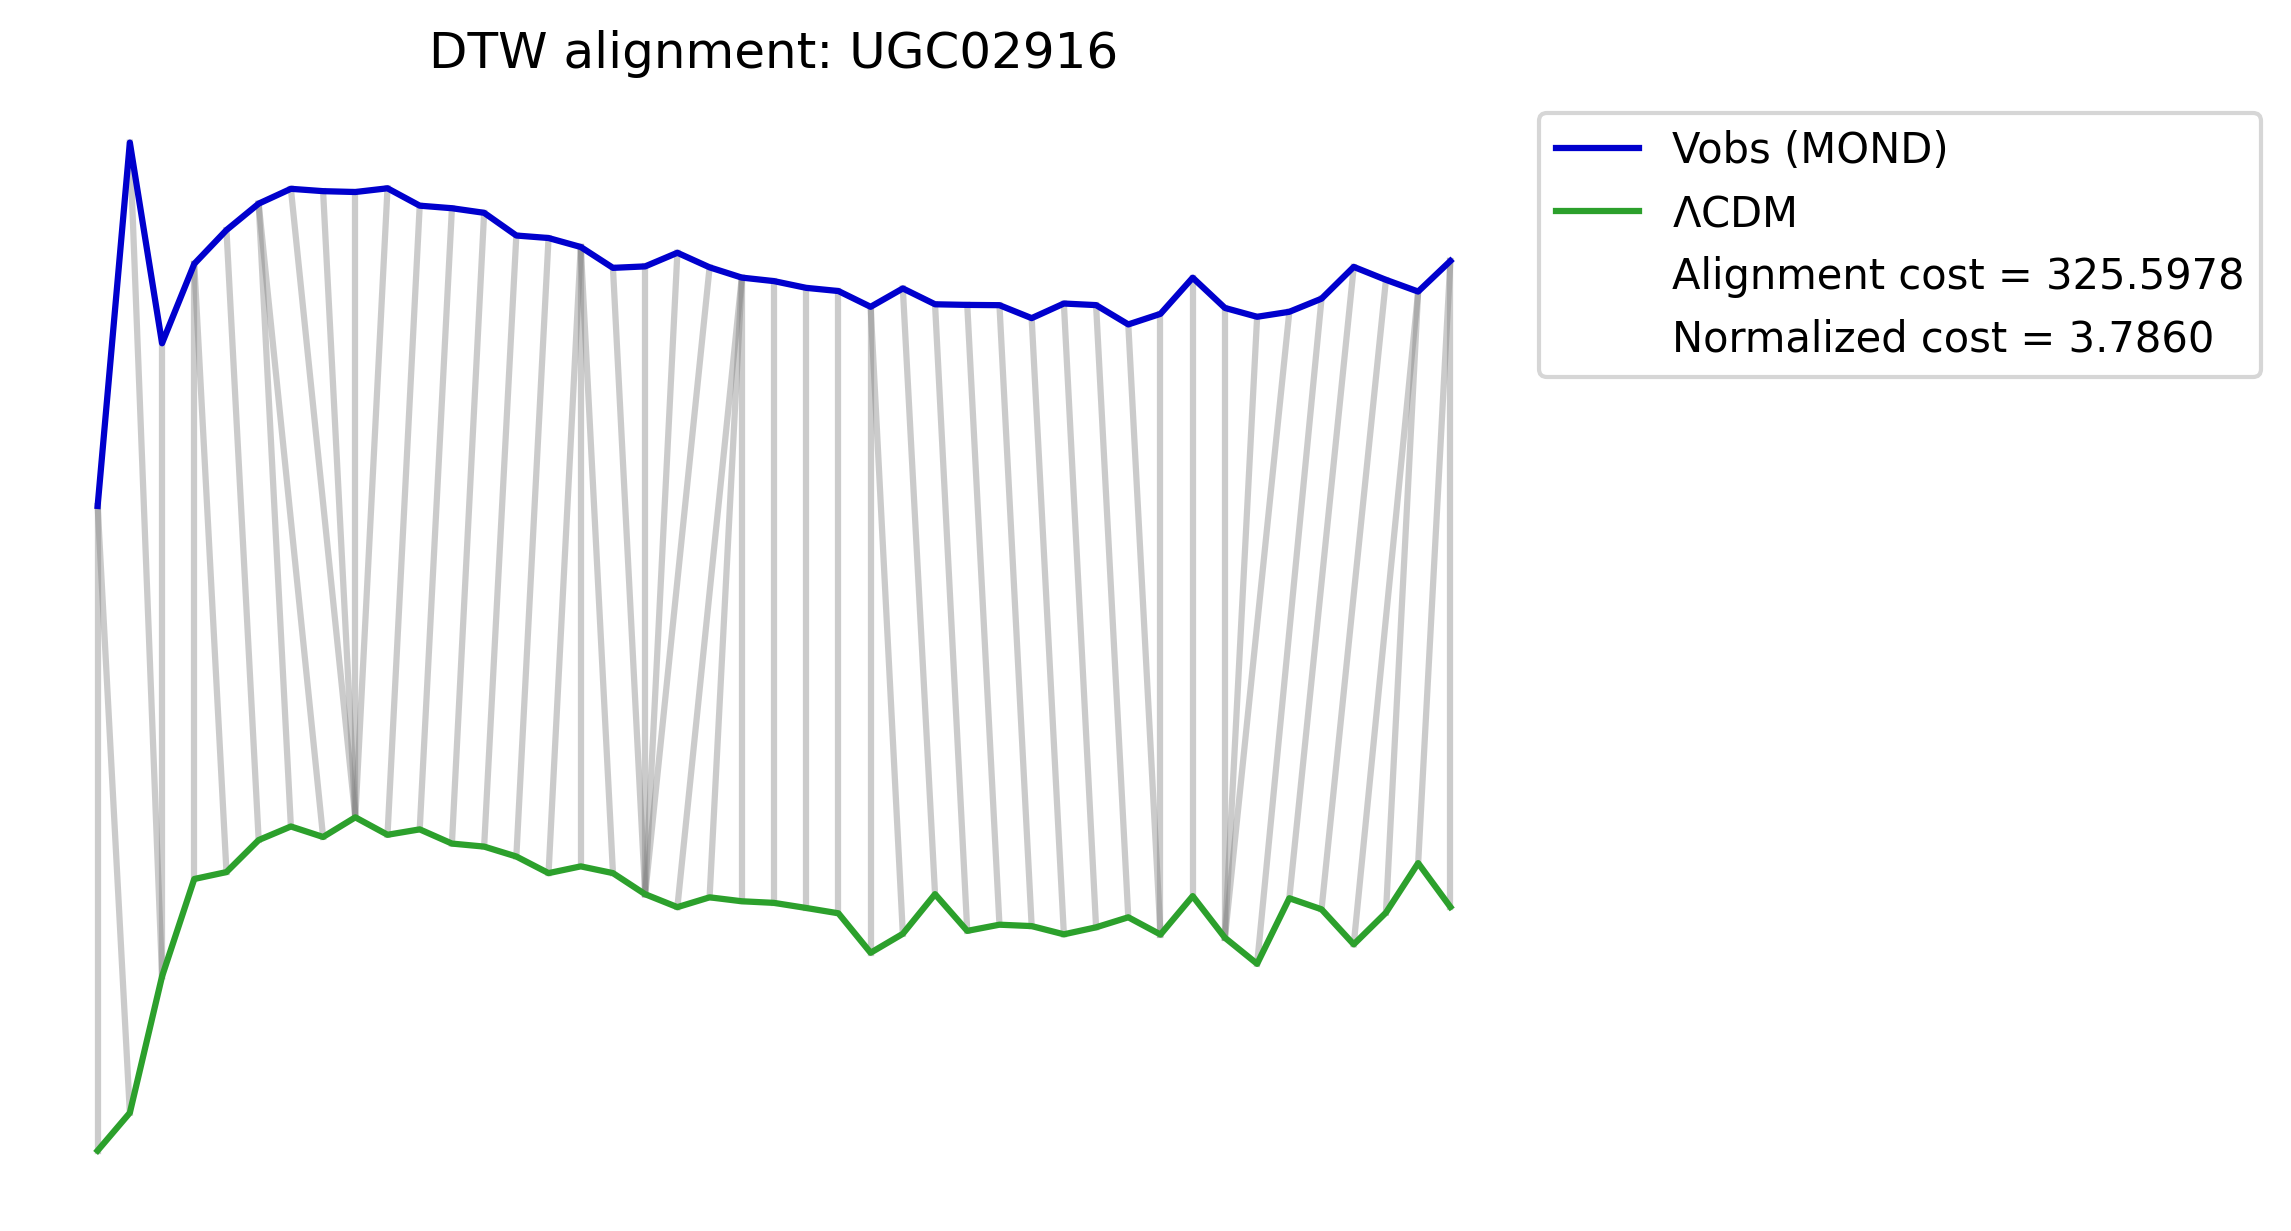 DTW alignment: UGC02916
Vobs (MOND)
ΛCDM
Alignment cost = 325.5978
Normalized cost = 3.7860